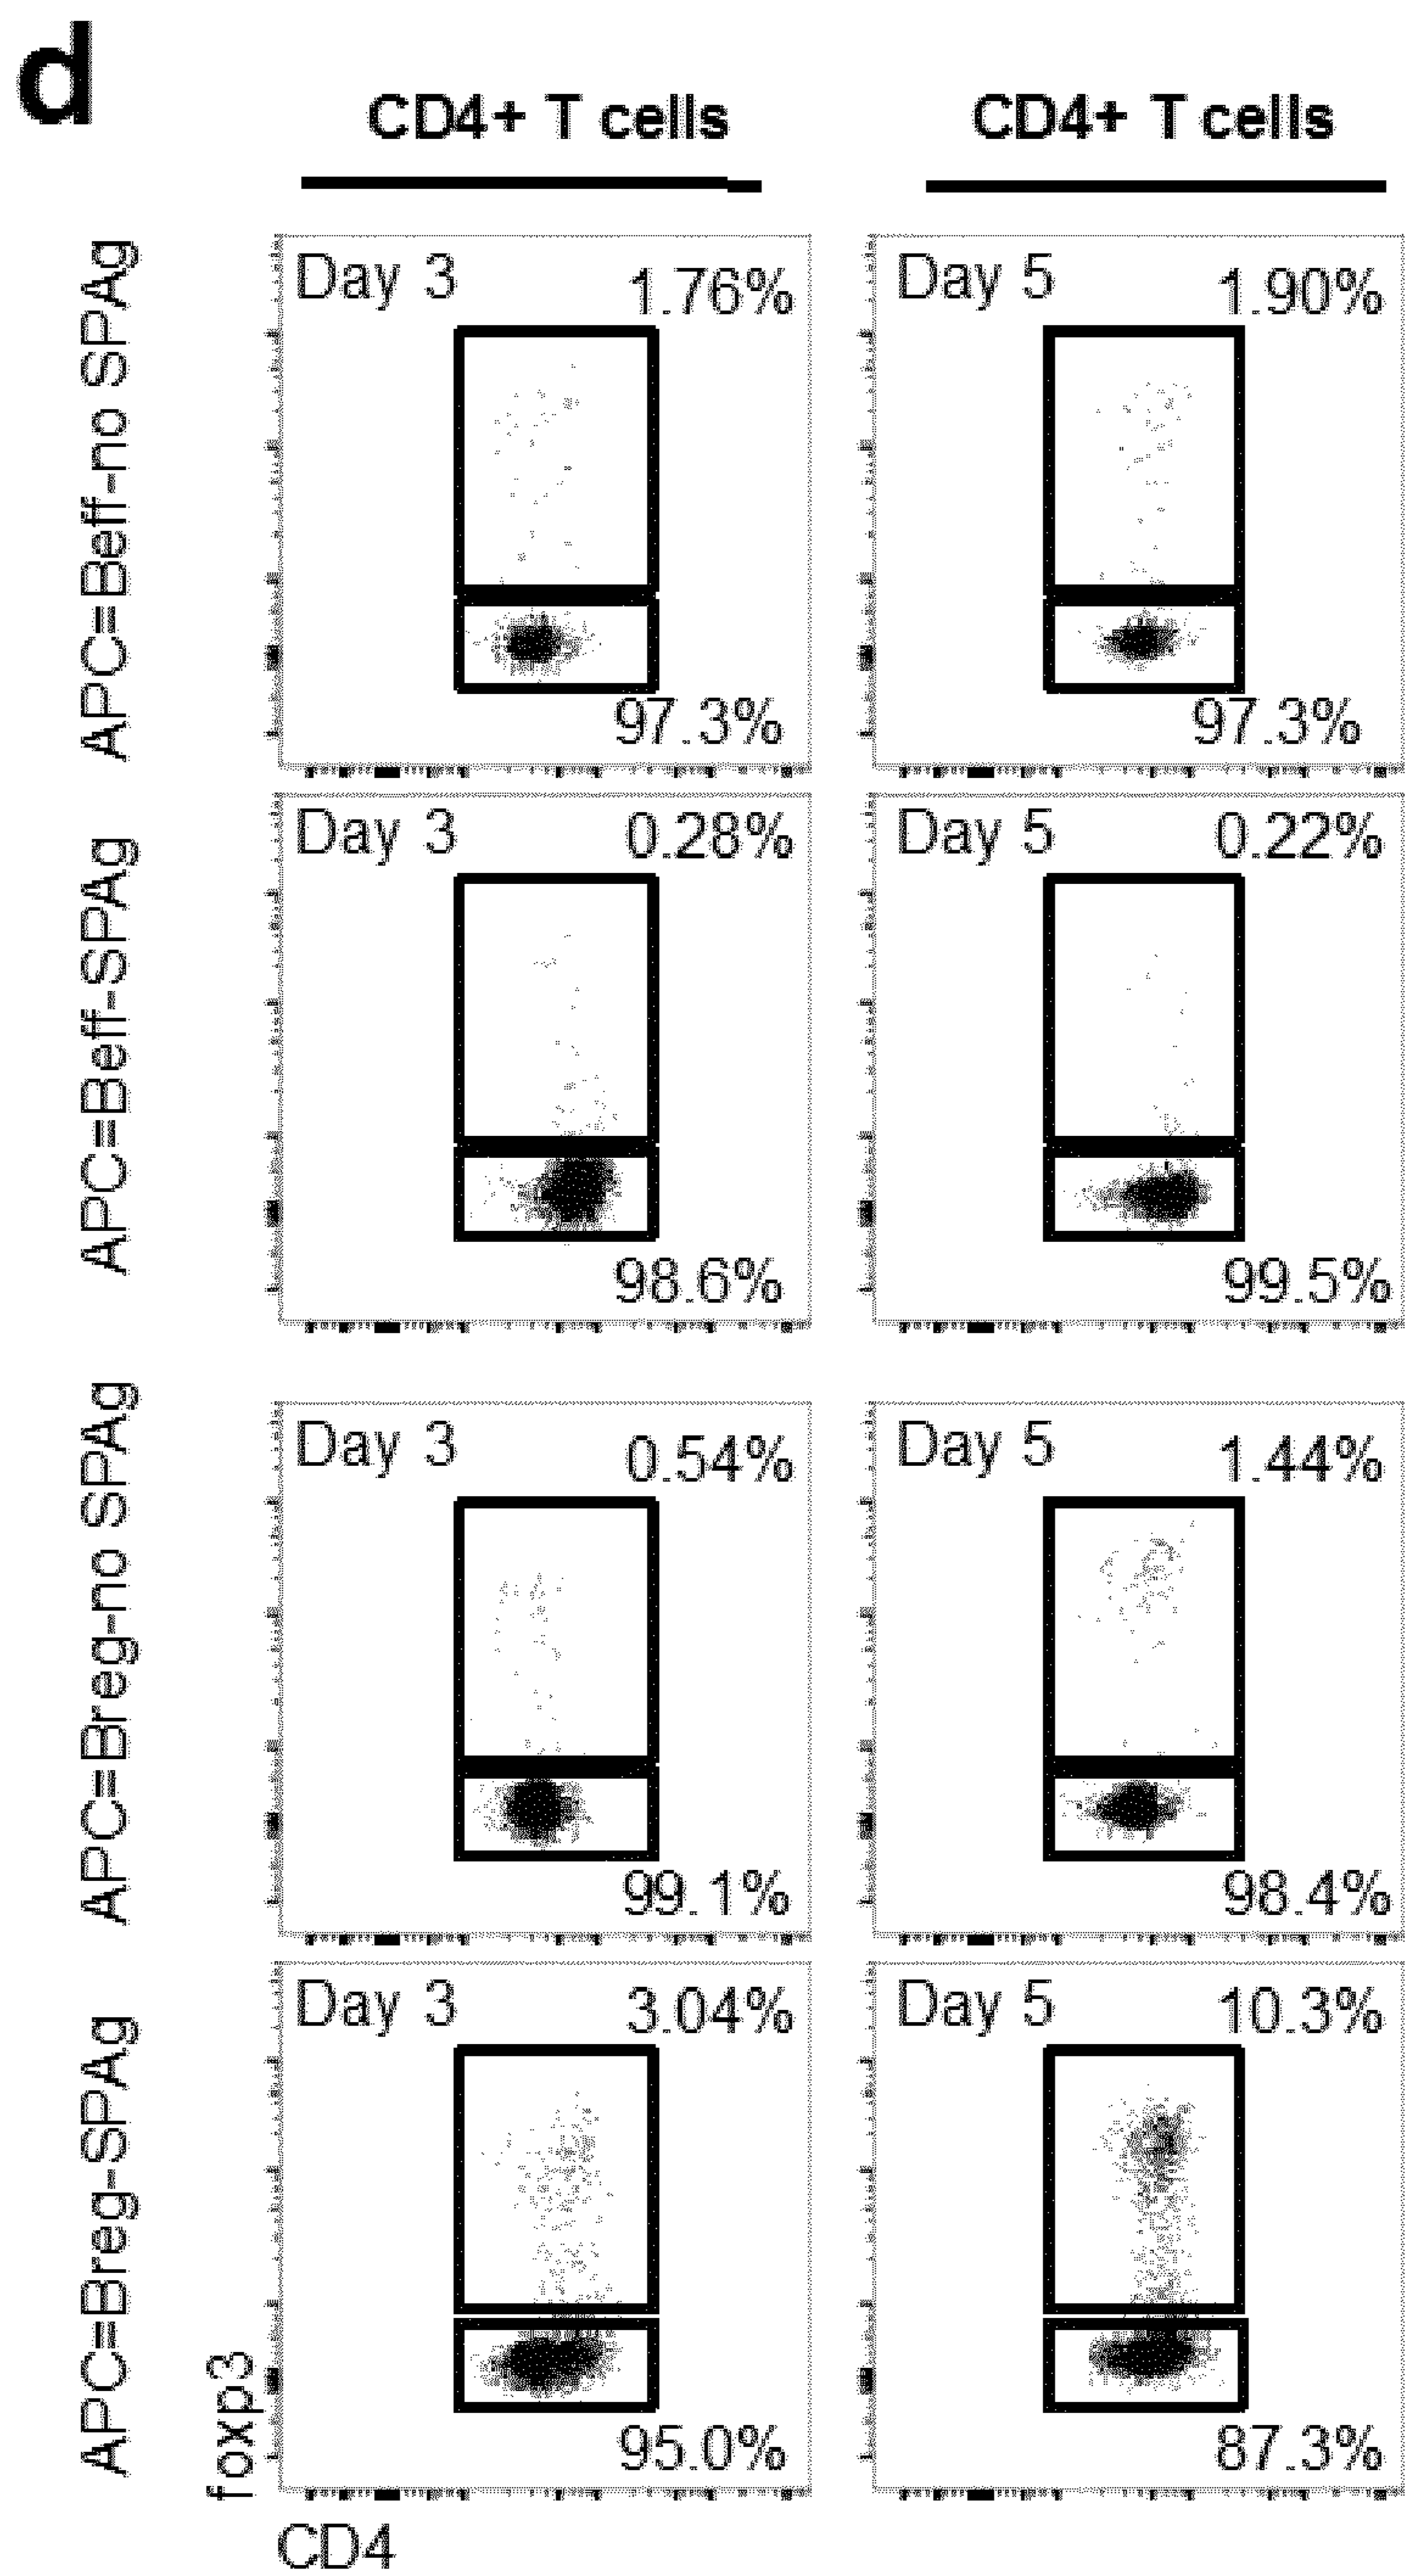 d
CD4+ T cells CD4+ T cells
APC=Beff-no SPAg
Day 3 1.76% Day 5 1.90%
97.3% 97.3%
APC=Beff-SPAg
Day 3 0.28% Day 5 0.22%
98.6% 99.5%
APC=Breg-no SPAg
Day 3 0.54% Day 5 1.44%
99.1% 98.4%
APC=Breg-SPAg
Day 3 3.04% Day 5 10.3%
95.0% 87.3%
foxp3
CD4